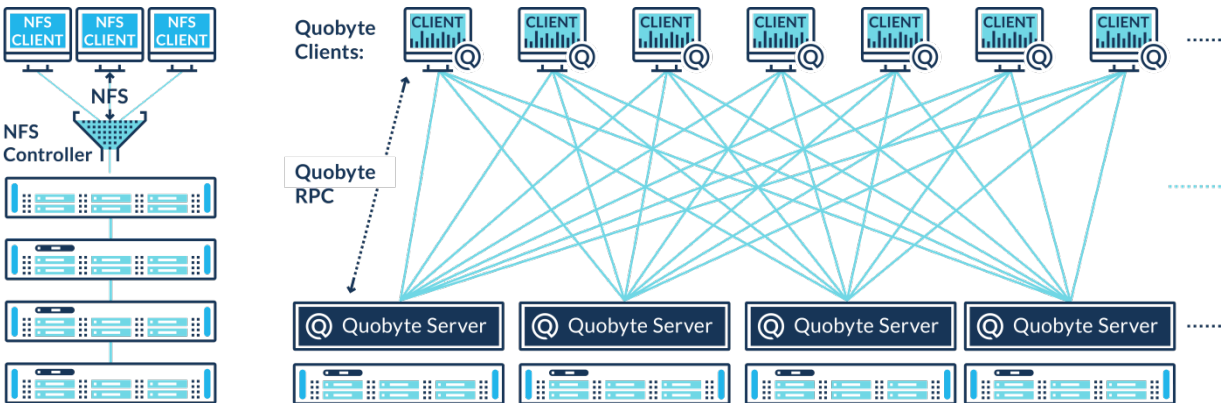 NFS
CLIENT
NFS
CLIENT
NFS
CLIENT
NFS
NFS
Controller
Quobyte
Clients:
CLIENT
CLIENT
CLIENT
CLIENT
CLIENT
CLIENT
CLIENT
Quobyte
RPC
Quobyte Server
Quobyte Server
Quobyte Server
Quobyte Server